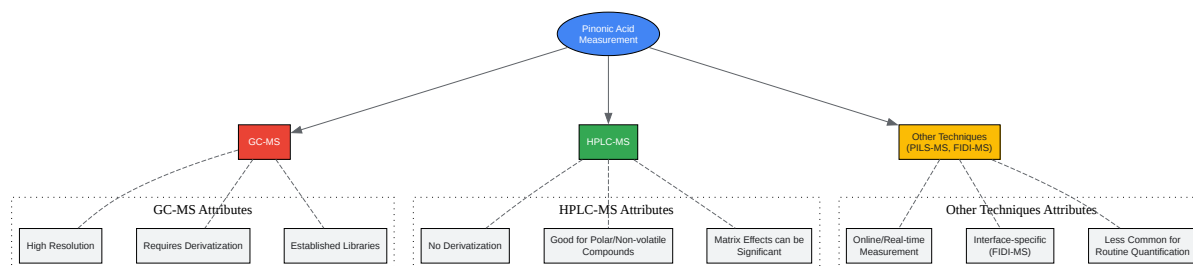 Pinonic Acid
Measurement
GC-MS
HPLC-MS
Other Techniques
(PILS-MS, FIDI-MS)
GC-MS Attributes
HPLC-MS Attributes
Other Techniques Attributes
High Resolution
Requires Derivatization
Established Libraries
No Derivatization
Good for Polar/Non-volatile
Compounds
Matrix Effects can be
Significant
Online/Real-time
Measurement
Interface-specific
(FIDI-MS)
Less Common for
Routine Quantification